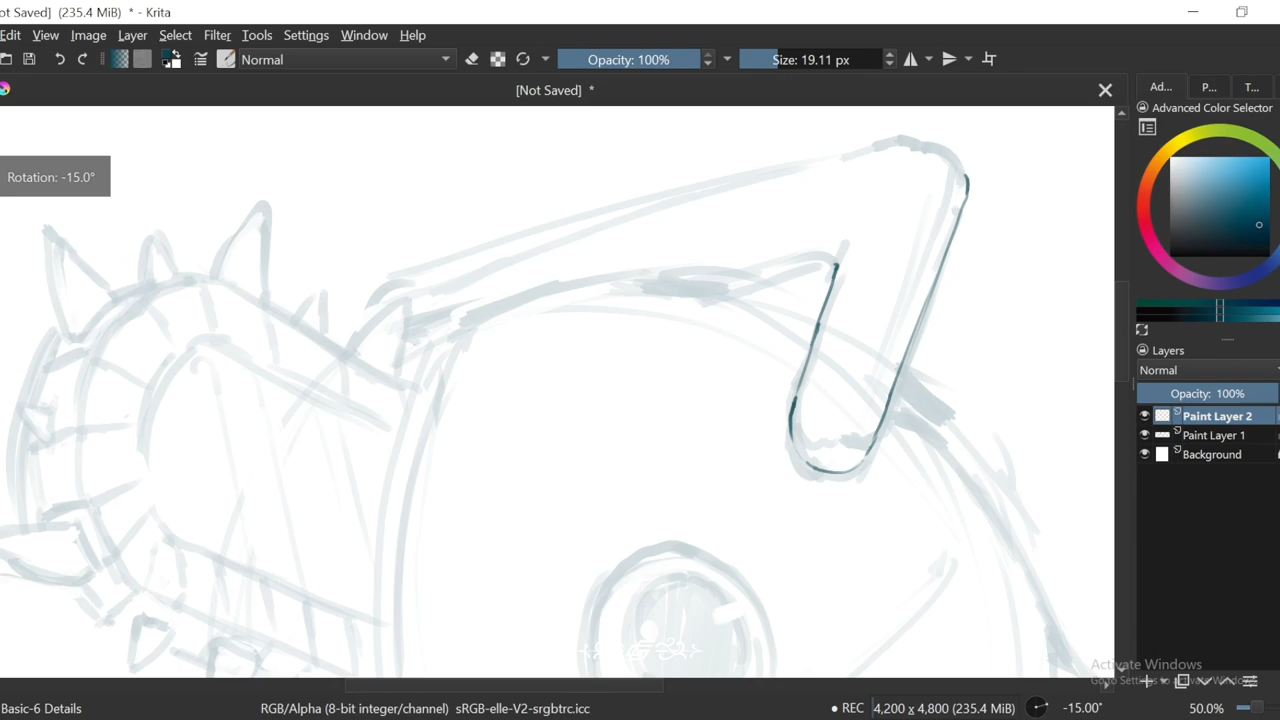 ot Saved] (235.4 MiB) * - Krita
Edit View Image Layer Select Filter Tools Settings Window Help
Normal Opacity: 100% Size: 19.11 px
[Not Saved] *
Ad... P... T...
Advanced Color Selector
Rotation: -15.0°
Layers
Normal
Opacity: 100%
Paint Layer 2
Paint Layer 1
Background
Activate Windows
Basic-6 Details RGB/Alpha (8-bit integer/channel) sRGB-elle-V2-srgbtrc.icc REC 4,200 x 4,800 (235.4 MiB) -15.00° 50.0%